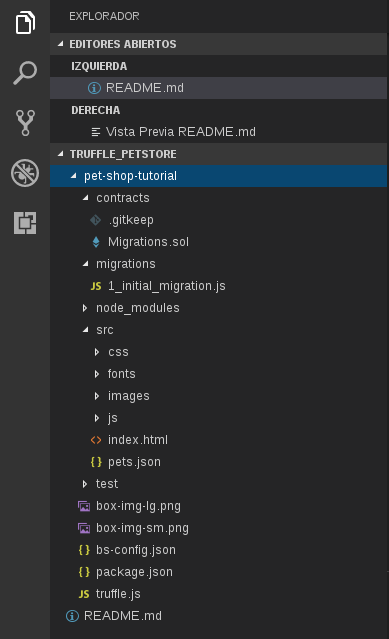 EXPLORADOR
EDITORES ABIERTOS
IZQUIERDA
README.md
DERECHA
Vista Previa README.md
TRUFFLE_PETSTORE
pet-shop-tutorial
contracts
.gitkeep
Migrations.sol
migrations
JS 1_initial_migration.js
node_modules
src
css
fonts
images
js
<> index.html
{} pets.json
test
box-img-lg.png
box-img-sm.png
{} bs-config.json
{} package.json
JS truffle.js
README.md